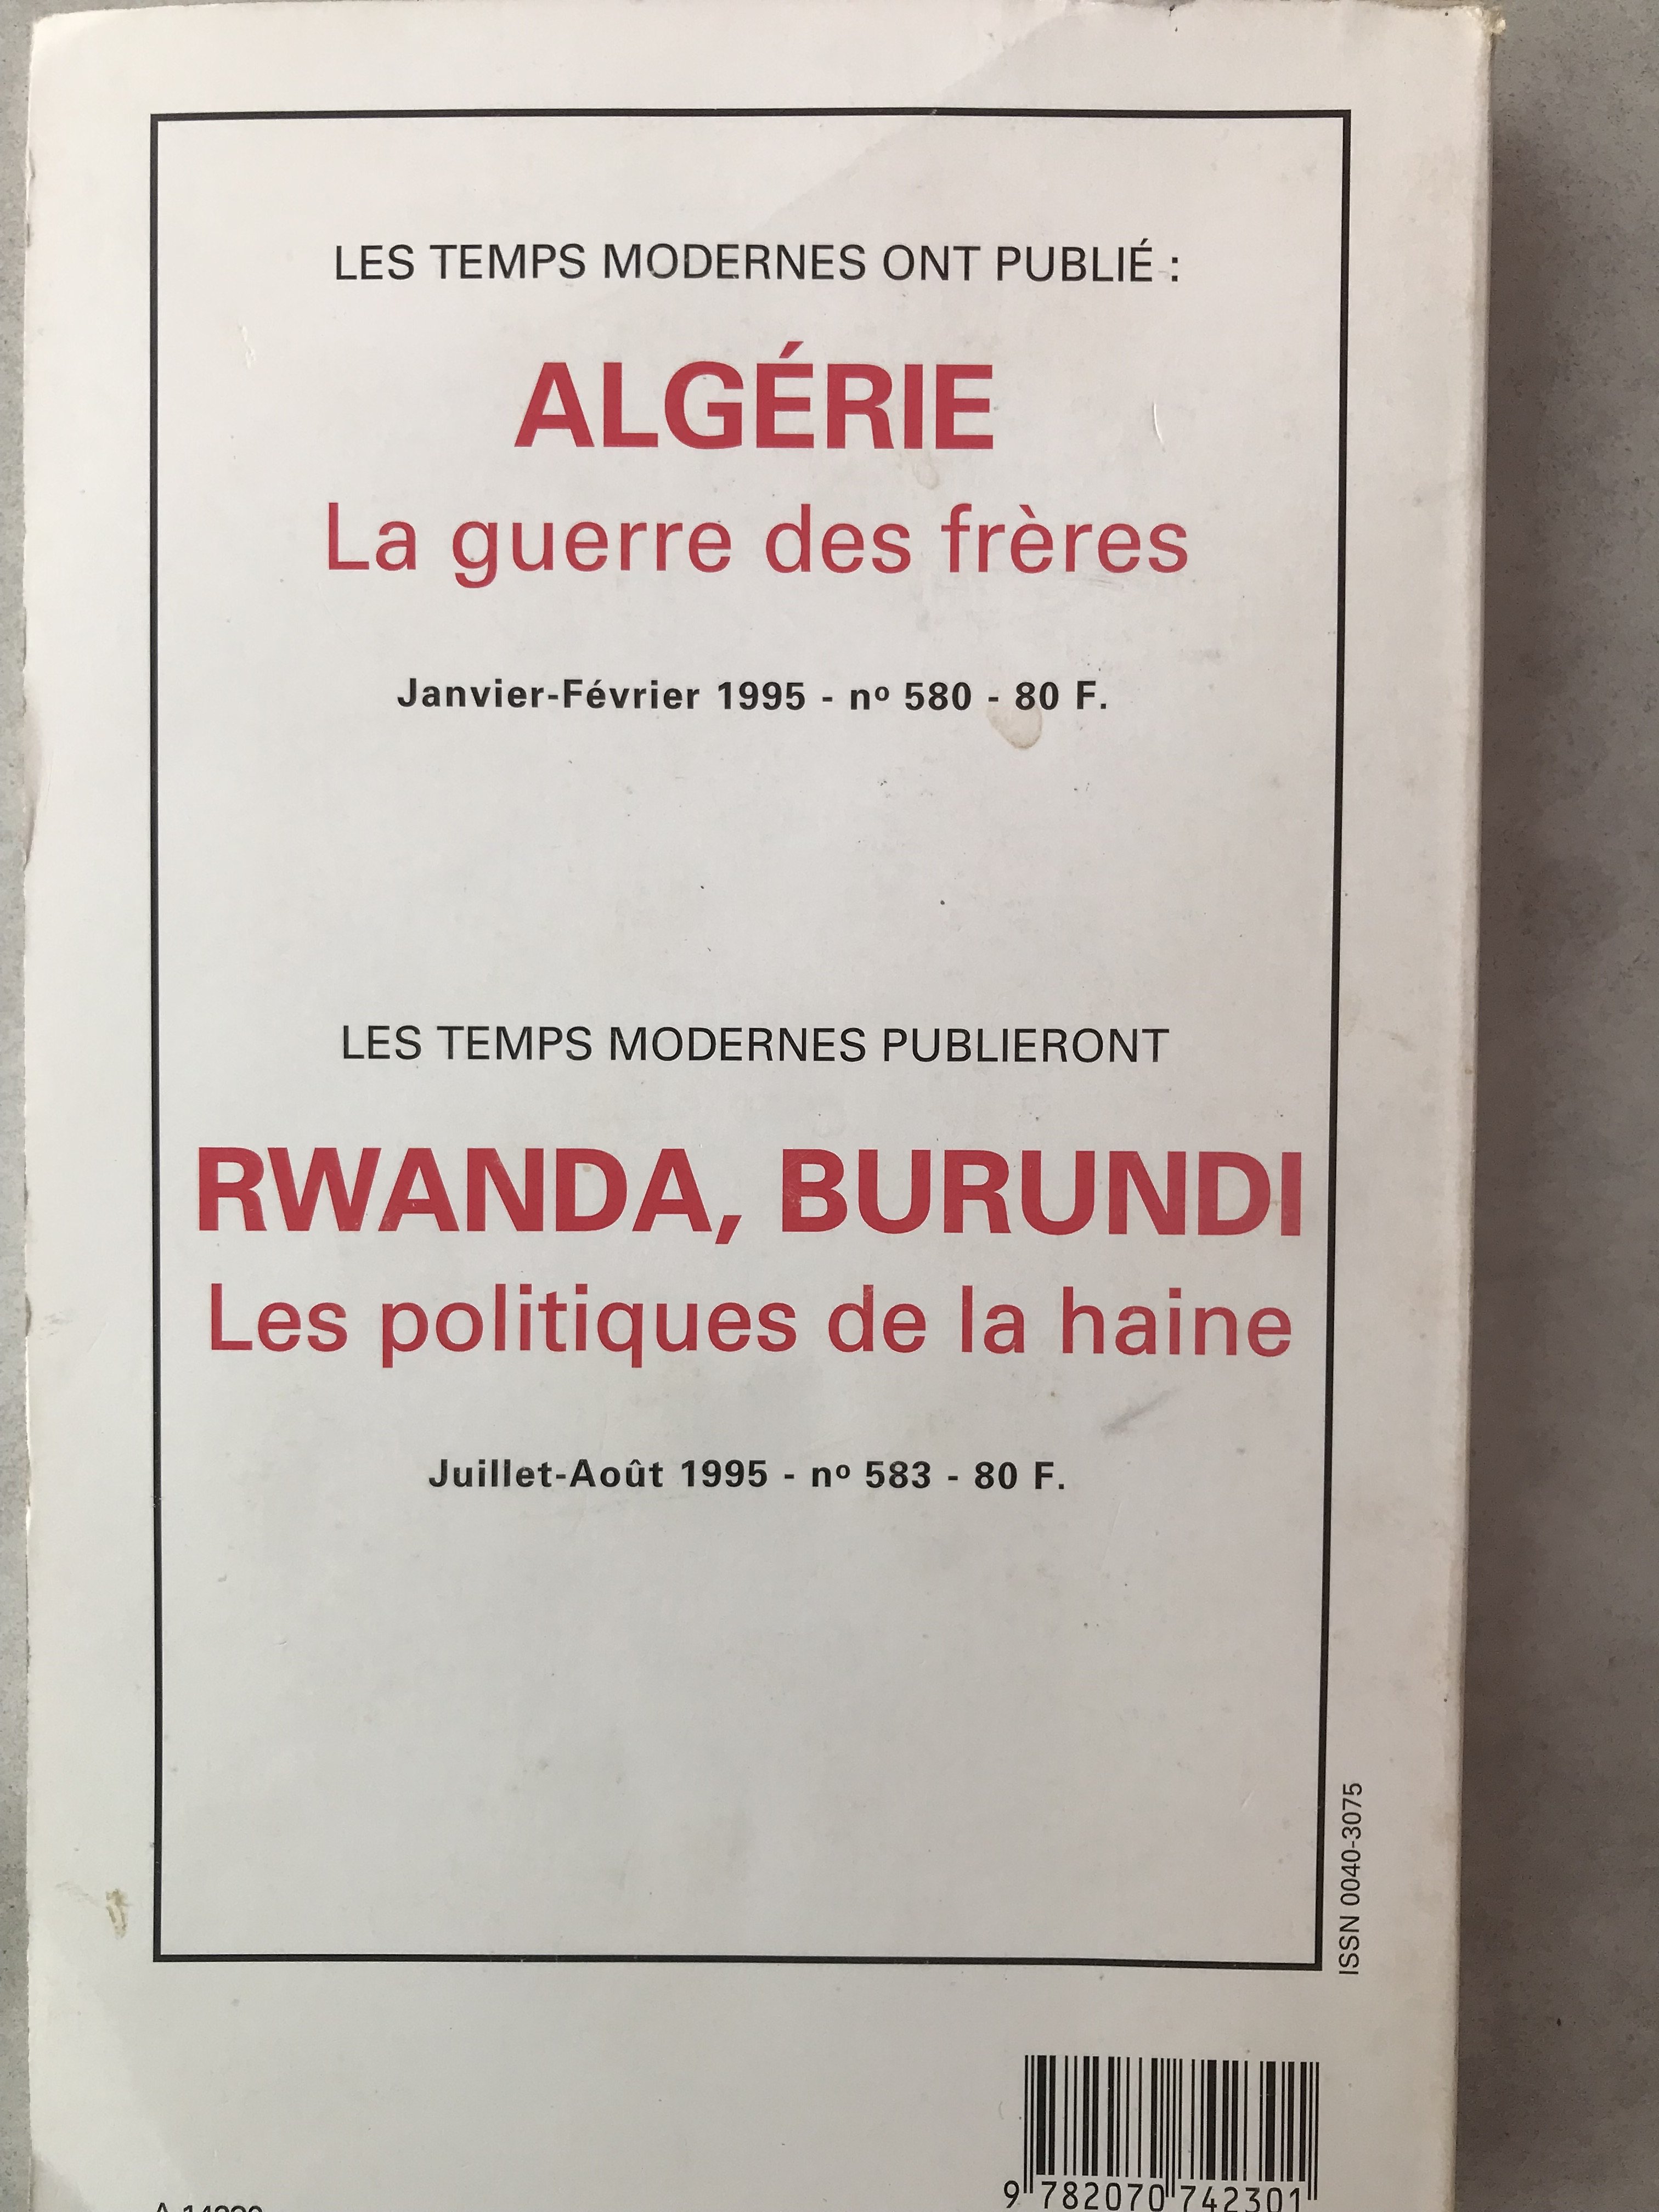 LES TEMPS MODERNES ONT PUBLIÉ :
ALGÉRIE
La guerre des frères
Janvier-Février 1995 - nº 580 - 80 F.
LES TEMPS MODERNES PUBLIERONT
RWANDA, BURUNDI
Les politiques de la haine
Juillet-Août 1995 - nº 583 - 80 F.
ISSN 0040-3075
9 782070 742301